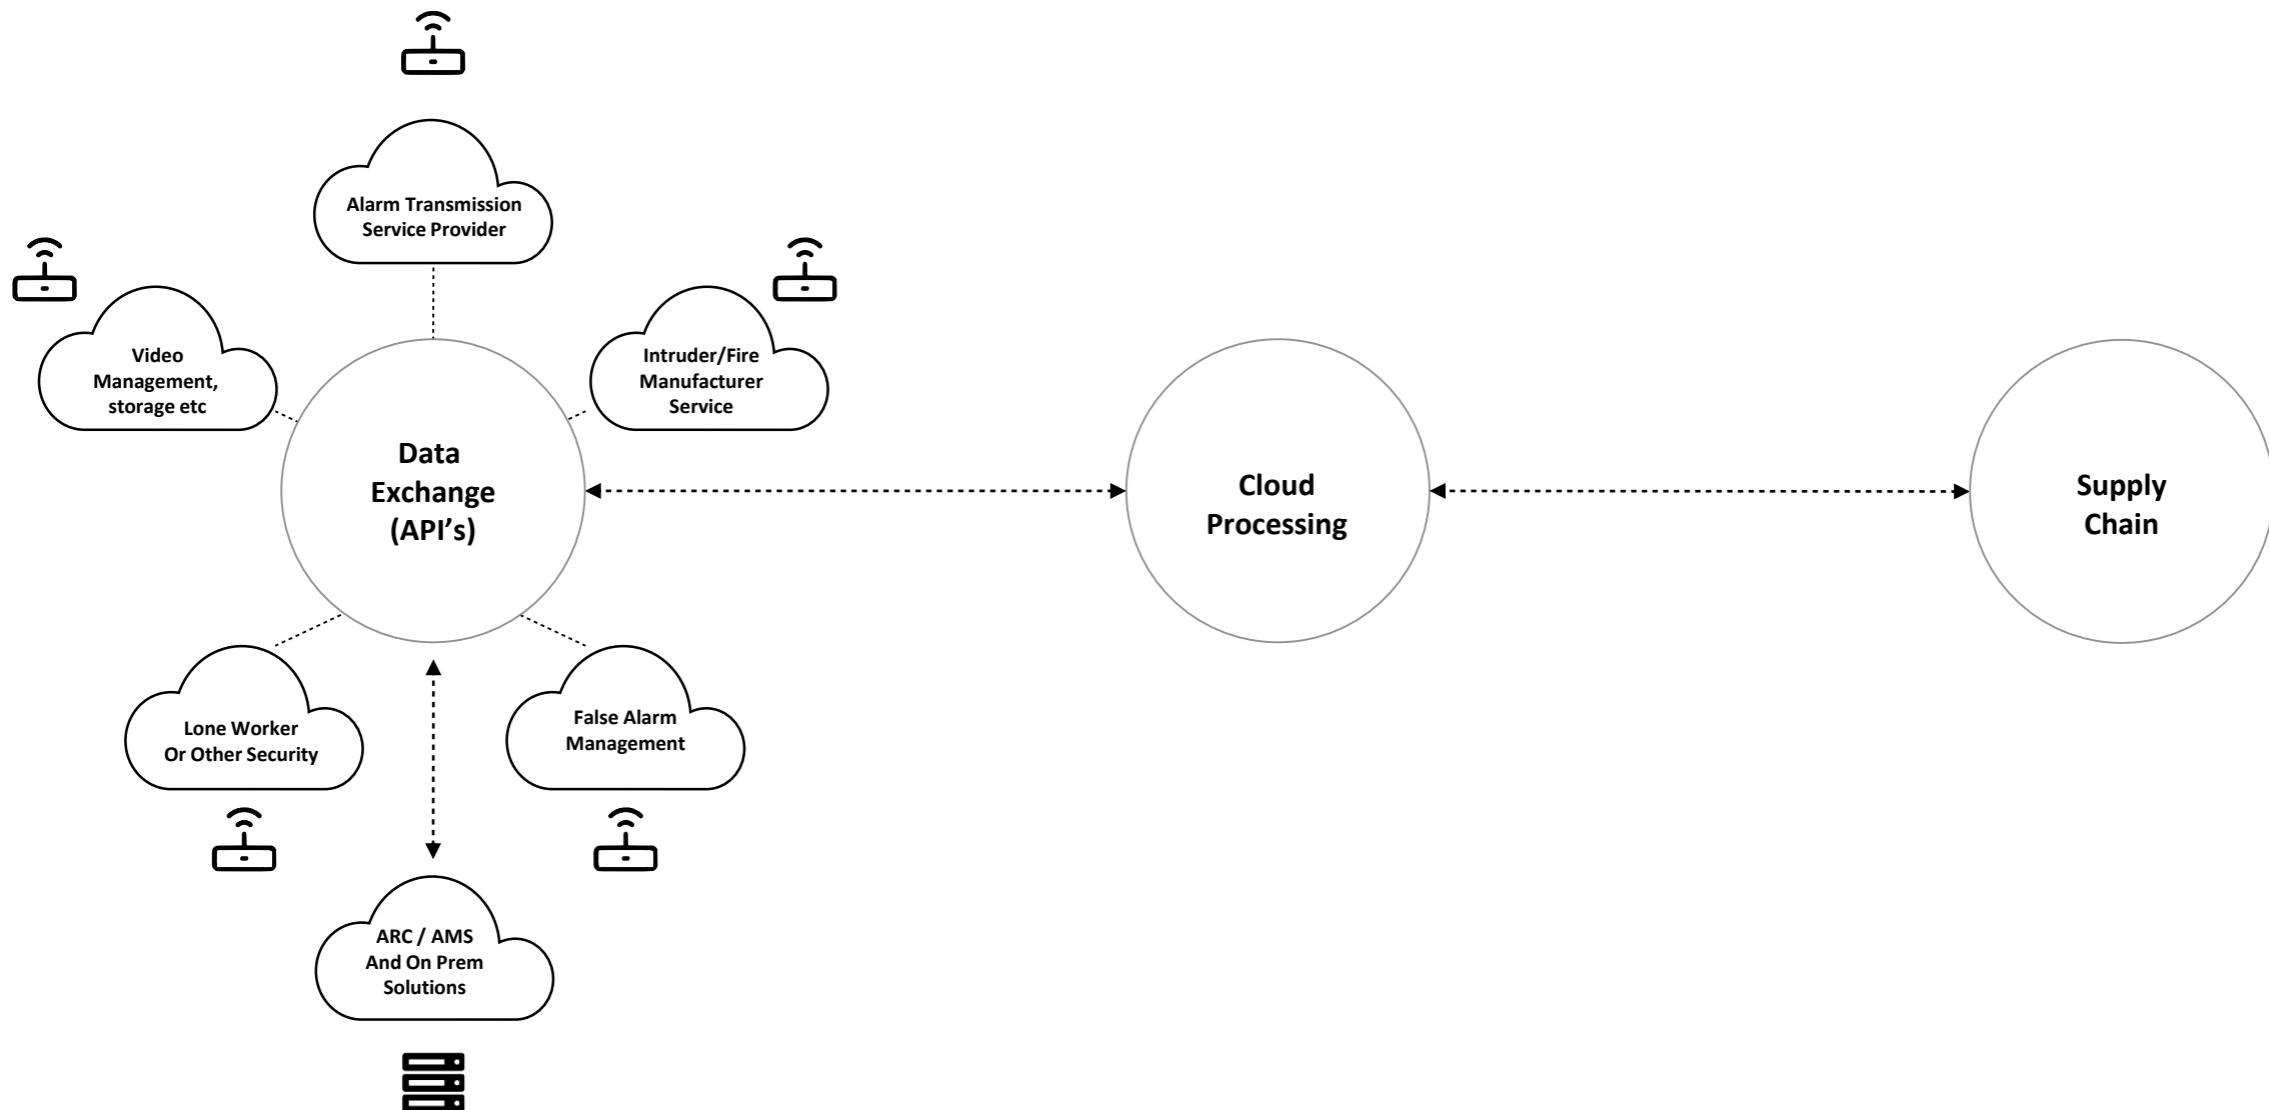 Alarm Transmission
Service Provider
Video
Management,
storage etc
Intruder/Fire
Manufacturer
Service
Data
Exchange
(API’s)
Cloud
Processing
Supply
Chain
Lone Worker
Or Other Security
False Alarm
Management
ARC / AMS
And On Prem
Solutions